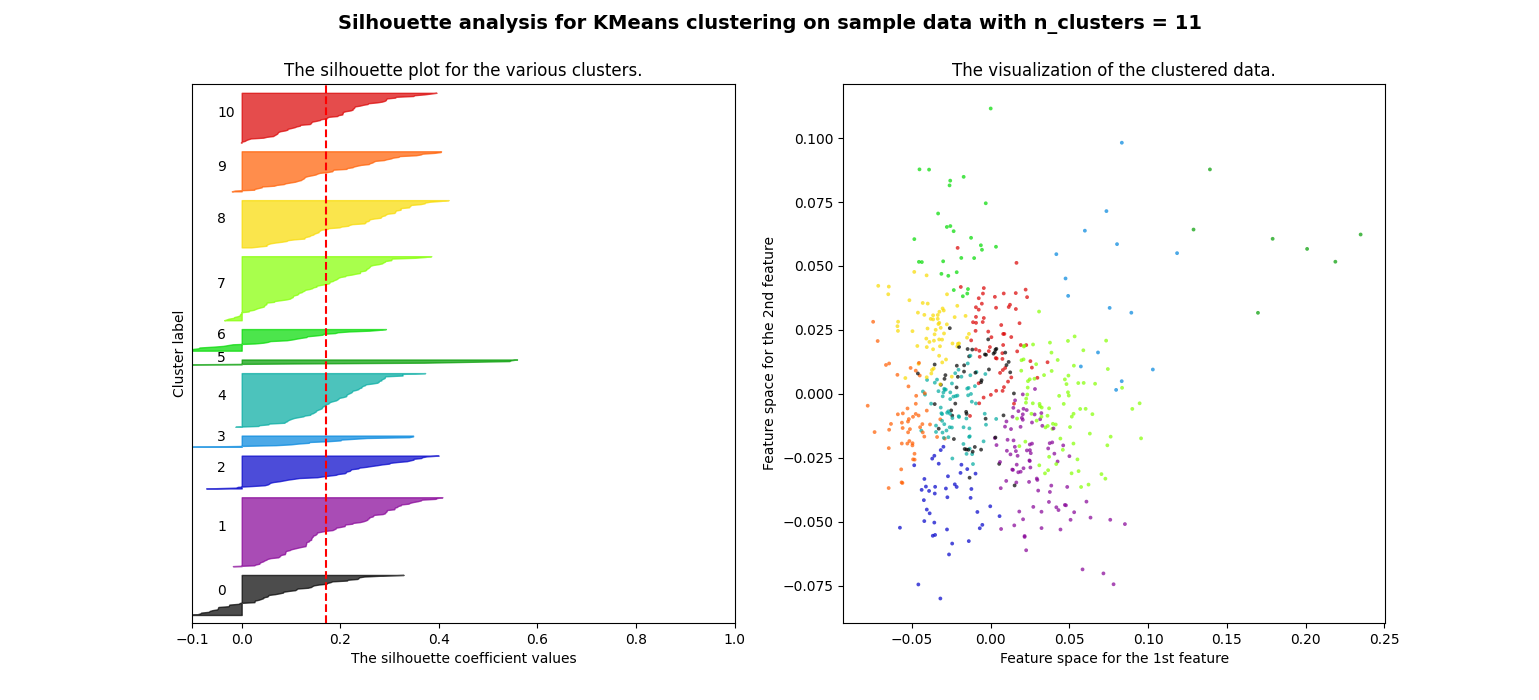 Silhouette analysis for KMeans clustering on sample data with n_clusters = 11
The silhouette plot for the various clusters.
10
9
8
7
6
5
4
3
2
1
0
Cluster label
−0.1 0.0 0.2 0.4 0.6 0.8 1.0
The silhouette coefficient values
The visualization of the clustered data.
0.100
0.075
0.050
0.025
0.000
−0.025
−0.050
−0.075
Feature space for the 2nd feature
−0.05 0.00 0.05 0.10 0.15 0.20 0.25
Feature space for the 1st feature